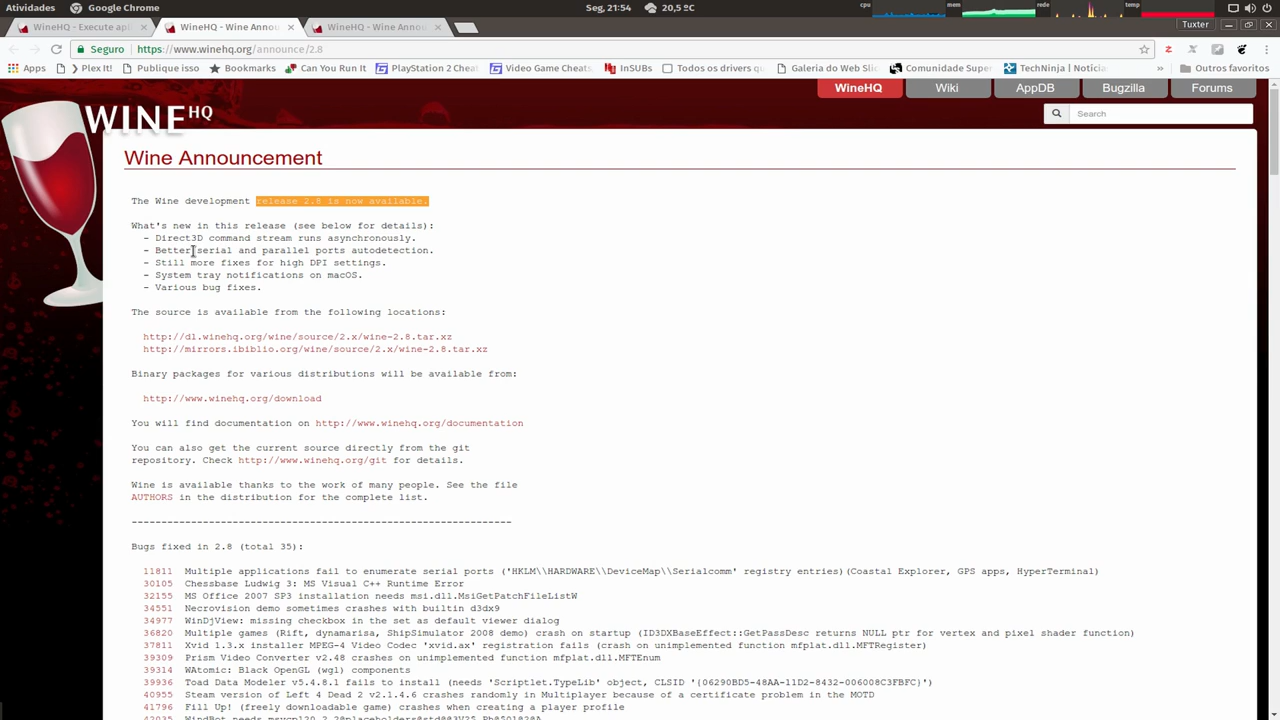 Atividades Google Chrome Seg, 21:54 20,5 °C cpu mem rede temp
WineHQ - Execute apl WineHQ - Wine Announ WineHQ - Wine Announ Tuxter
Seguro https://www.winehq.org/announce/2.8
Apps Plex It! Publique isso Bookmarks Can You Run It PlayStation 2 Cheat Video Game Cheats InSUBs Todos os drivers qu Galeria do Web Slic Comunidade Super TechNinja | Notícia » Outros favoritos
WineHQ Wiki AppDB Bugzilla Forums
WINE HQ
Search
Wine Announcement
The Wine development release 2.8 is now available.
What's new in this release (see below for details):
- Direct3D command stream runs asynchronously.
- Better serial and parallel ports autodetection.
- Still more fixes for high DPI settings.
- System tray notifications on macOS.
- Various bug fixes.
The source is available from the following locations:
http://dl.winehq.org/wine/source/2.x/wine-2.8.tar.xz
http://mirrors.ibiblio.org/wine/source/2.x/wine-2.8.tar.xz
Binary packages for various distributions will be available from:
http://www.winehq.org/download
You will find documentation on http://www.winehq.org/documentation
You can also get the current source directly from the git
repository. Check http://www.winehq.org/git for details.
Wine is available thanks to the work of many people. See the file
AUTHORS in the distribution for the complete list.
----------------------------------------------------------------
Bugs fixed in 2.8 (total 35):
11811 Multiple applications fail to enumerate serial ports ('HKLM\\HARDWARE\\DeviceMap\\Serialcomm' registry entries)(Coastal Explorer, GPS apps, HyperTerminal)
30105 Chessbase Ludwig 3: MS Visual C++ Runtime Error
32155 MS Office 2007 SP3 installation needs msi.dll.MsiGetPatchFileListW
34551 Necrovision demo sometimes crashes with builtin d3dx9
34977 WinDjView: missing checkbox in the set as default viewer dialog
36820 Multiple games (Rift, dynamarisa, ShipSimulator 2008 demo) crash on startup (ID3DXBaseEffect::GetPassDesc returns NULL ptr for vertex and pixel shader function)
37811 Xvid 1.3.x installer MPEG-4 Video Codec 'xvid.ax' registration fails (crash on unimplemented function mfplat.dll.MFTRegister)
39309 Prism Video Converter v2.48 crashes on unimplemented function mfplat.dll.MFTEnum
39314 WAtomic: Black OpenGL (wgl) components
39936 Toad Data Modeler v5.4.8.1 fails to install (needs 'Scriptlet.TypeLib' object, CLSID '{06290BD5-48AA-11D2-8432-006008C3FBFC}')
40955 Steam version of Left 4 Dead 2 v2.1.4.6 crashes randomly in Multiplayer because of a certificate problem in the MOTD
41796 Fill Up! (freely downloadable game) crashes when creating a player profile